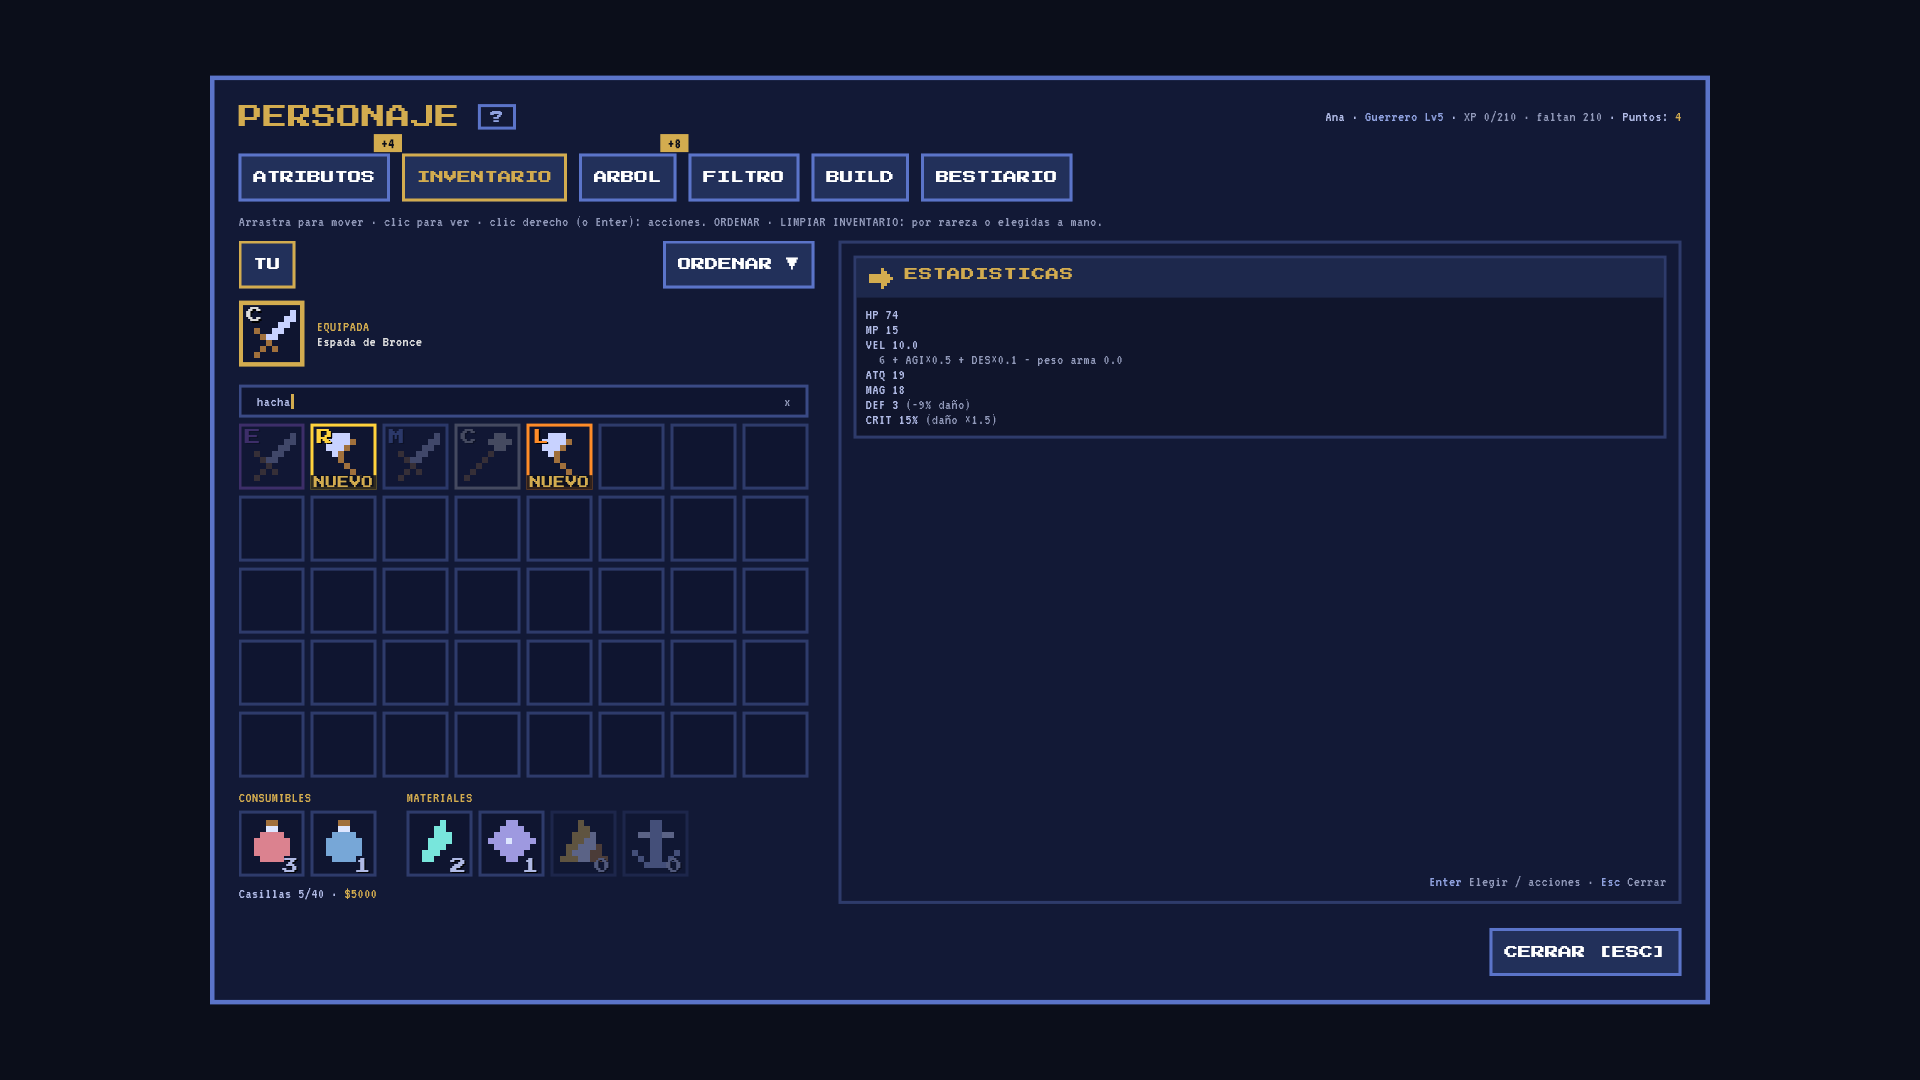 PERSONAJE ?
Ana · Guerrero Lv5 · XP 0/210 · faltan 210 · Puntos: 4
+4 +8
ATRIBUTOS INVENTARIO ARBOL FILTRO BUILD BESTIARIO
Arrastra para mover · clic para ver · clic derecho (o Enter): acciones. ORDENAR · LIMPIAR INVENTARIO: por rareza o elegidas a mano.
TU ORDENAR ▼
C
EQUIPADA
Espada de Bronce
hacha x
E R M C L
NUEVO NUEVO
CONSUMIBLES MATERIALES
3 1 2 1 0 0
Casillas 5/40 · $5000
ESTADISTICAS
HP 74
MP 15
VEL 10.0
6 + AGI×0.5 + DES×0.1 - peso arma 0.0
ATQ 19
MAG 18
DEF 3 (-9% daño)
CRIT 15% (daño ×1.5)
Enter Elegir / acciones · Esc Cerrar
CERRAR [ESC]